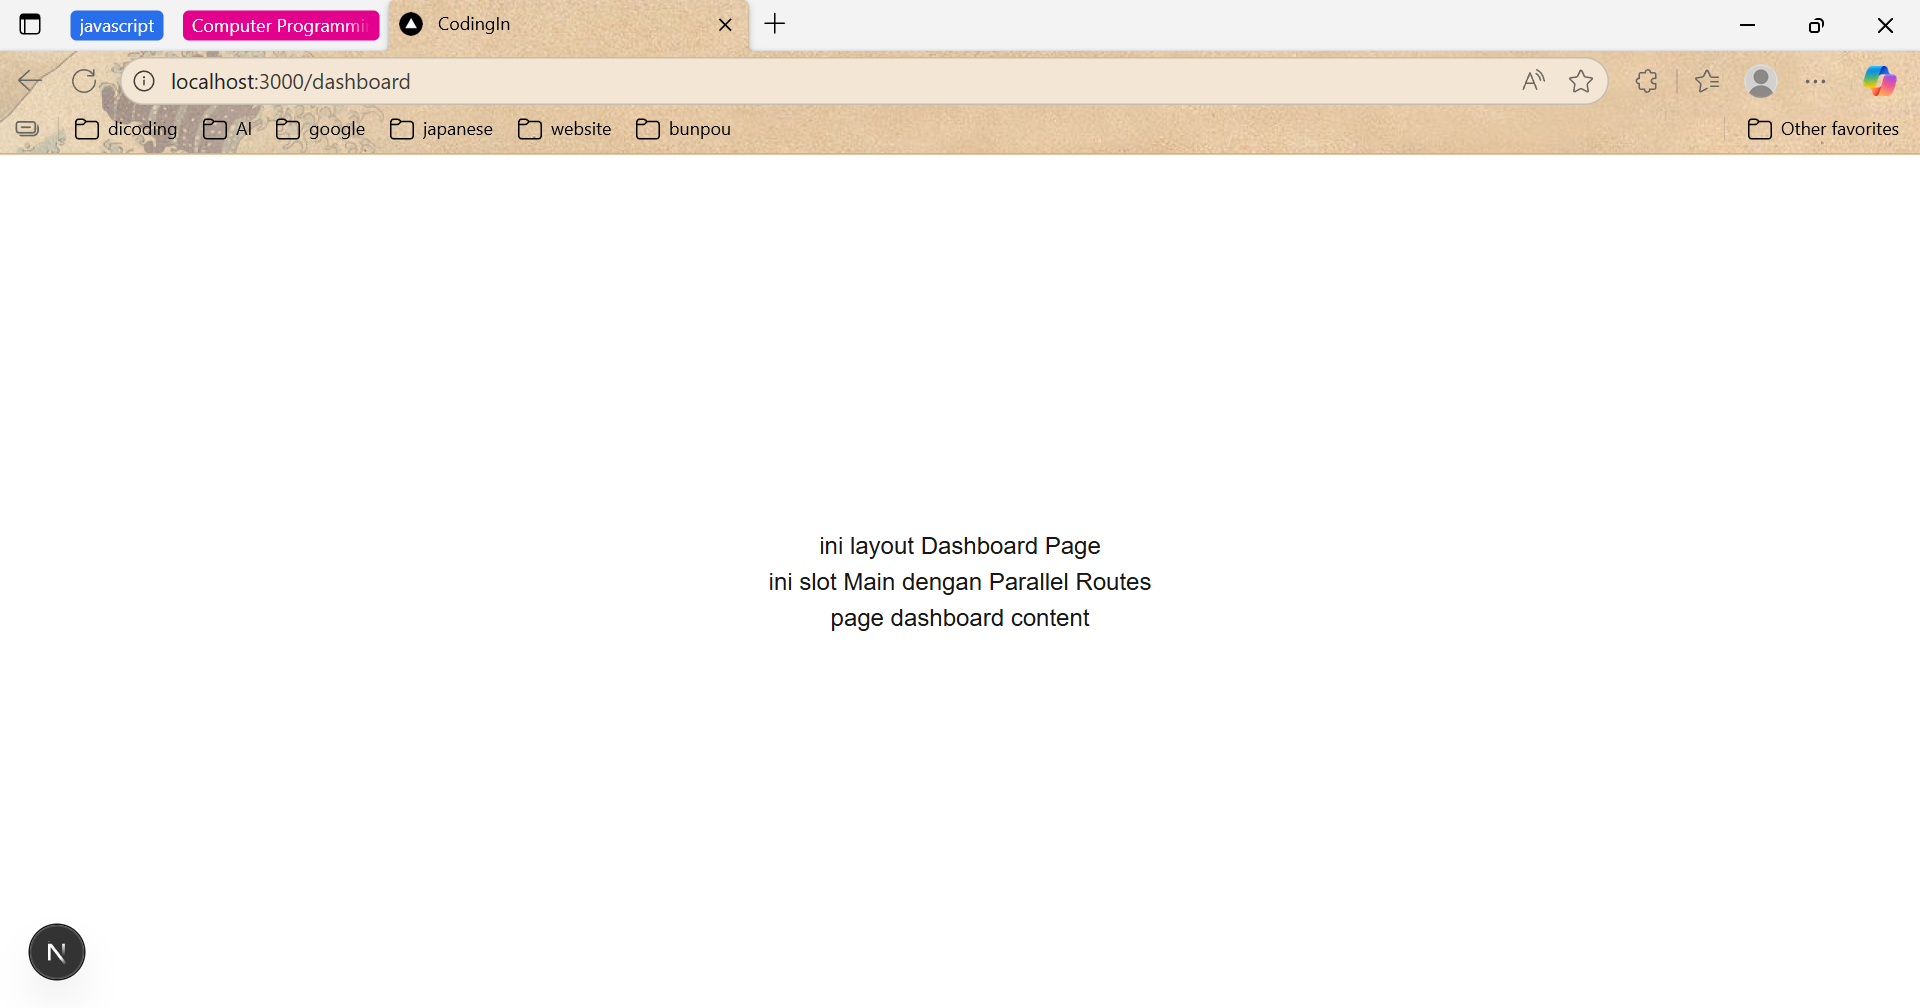 javascript
Computer Programmi
CodingIn
localhost:3000/dashboard
dicoding
AI
google
japanese
website
bunpou
Other favorites
ini layout Dashboard Page
ini slot Main dengan Parallel Routes
page dashboard content
N